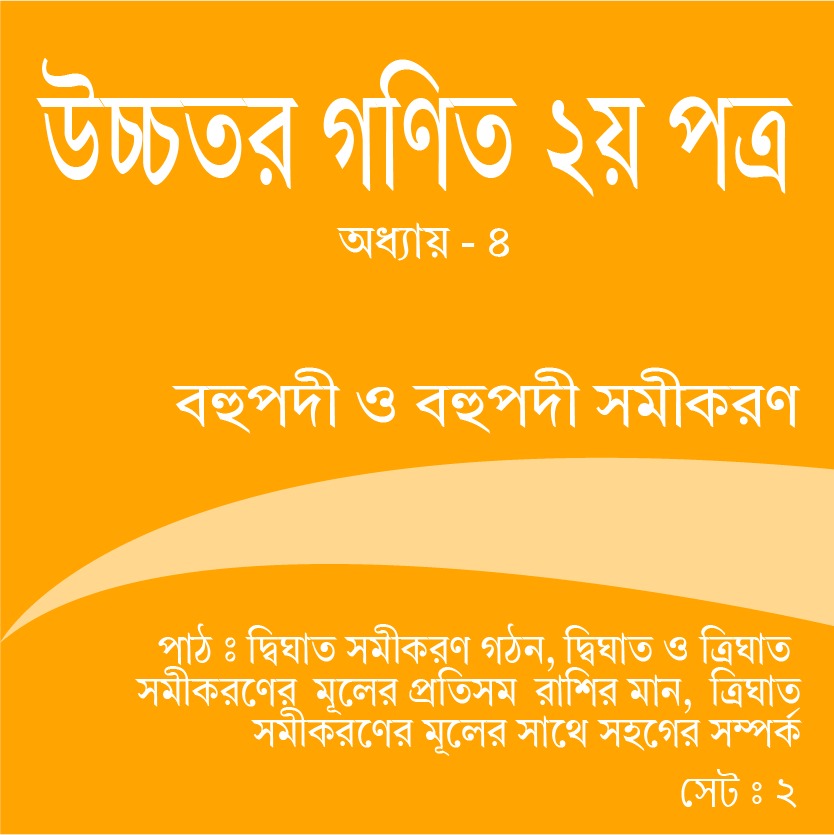 উচ্চতর গণিত ২য় পত্র
অধ্যায় - ৪
বহুপদী ও বহুপদী সমীকরণ
পাঠ ঃ দ্বিঘাত সমীকরণ গঠন, দ্বিঘাত ও ত্রিঘাত
সমীকরণের মূলের প্রতিসম রাশির মান, ত্রিঘাত
সমীকরণের মূলের সাথে সহগের সম্পর্ক
সেট ঃ ২